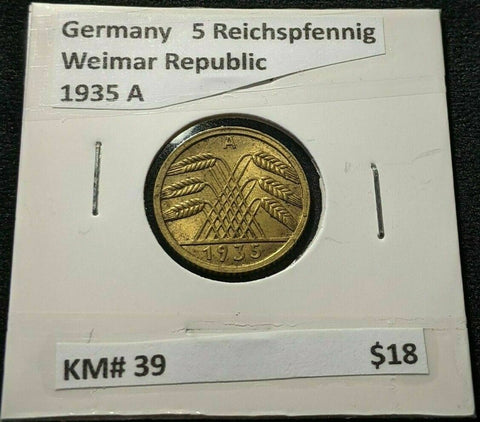 Germany 5 Reichspfennig
Weimar Republic
1935 A
A
1935
KM# 39
$18